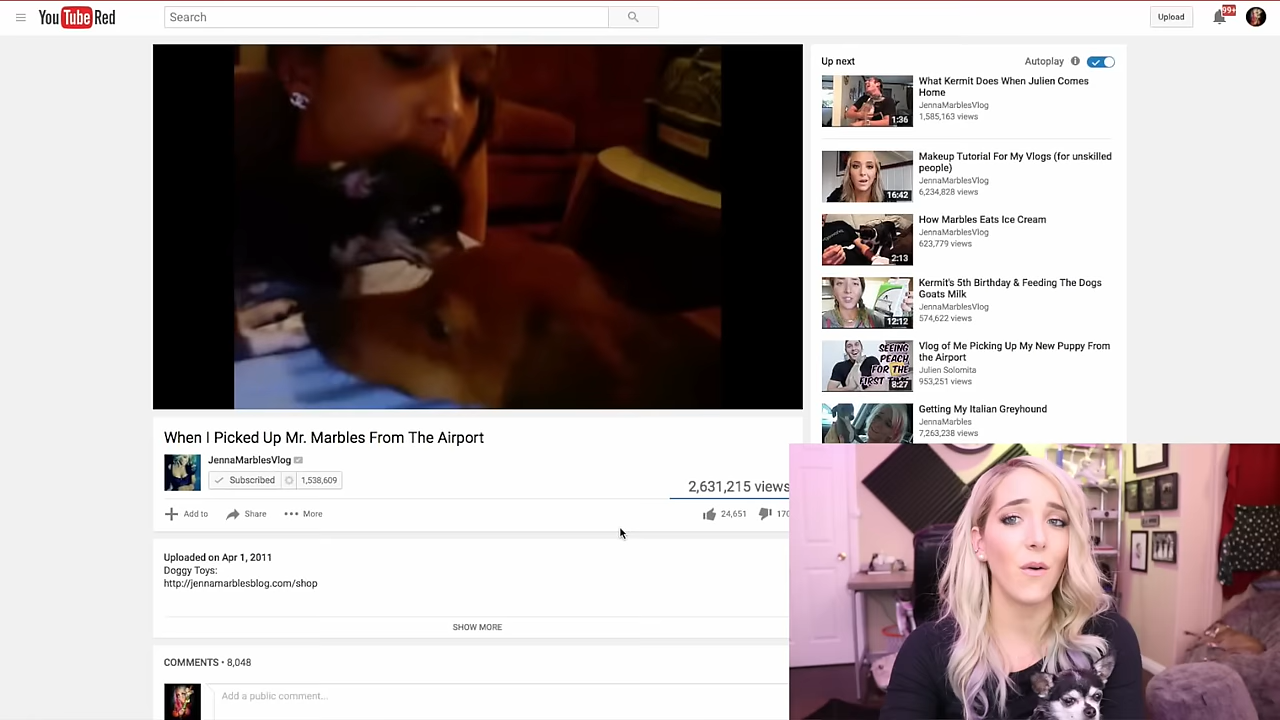 YouTube Red
Search
Upload
99+
Up next
Autoplay
What Kermit Does When Julien Comes
Home
JennaMarblesVlog
1,585,163 views
1:36
Makeup Tutorial For My Vlogs (for unskilled
people)
JennaMarblesVlog
6,234,828 views
16:42
How Marbles Eats Ice Cream
JennaMarblesVlog
623,779 views
2:13
Kermit's 5th Birthday & Feeding The Dogs
Goats Milk
JennaMarblesVlog
574,622 views
12:12
Vlog of Me Picking Up My New Puppy From
the Airport
Julien Solomita
953,251 views
SEEING
PEACH
FOR THE
FIRST
8:27
Getting My Italian Greyhound
JennaMarbles
7,263,238 views
When I Picked Up Mr. Marbles From The Airport
JennaMarblesVlog
Subscribed 1,538,609
2,631,215 views
Add to Share More
24,651 170
Uploaded on Apr 1, 2011
Doggy Toys:
http://jennamarblesblog.com/shop
SHOW MORE
COMMENTS • 8,048
Add a public comment...